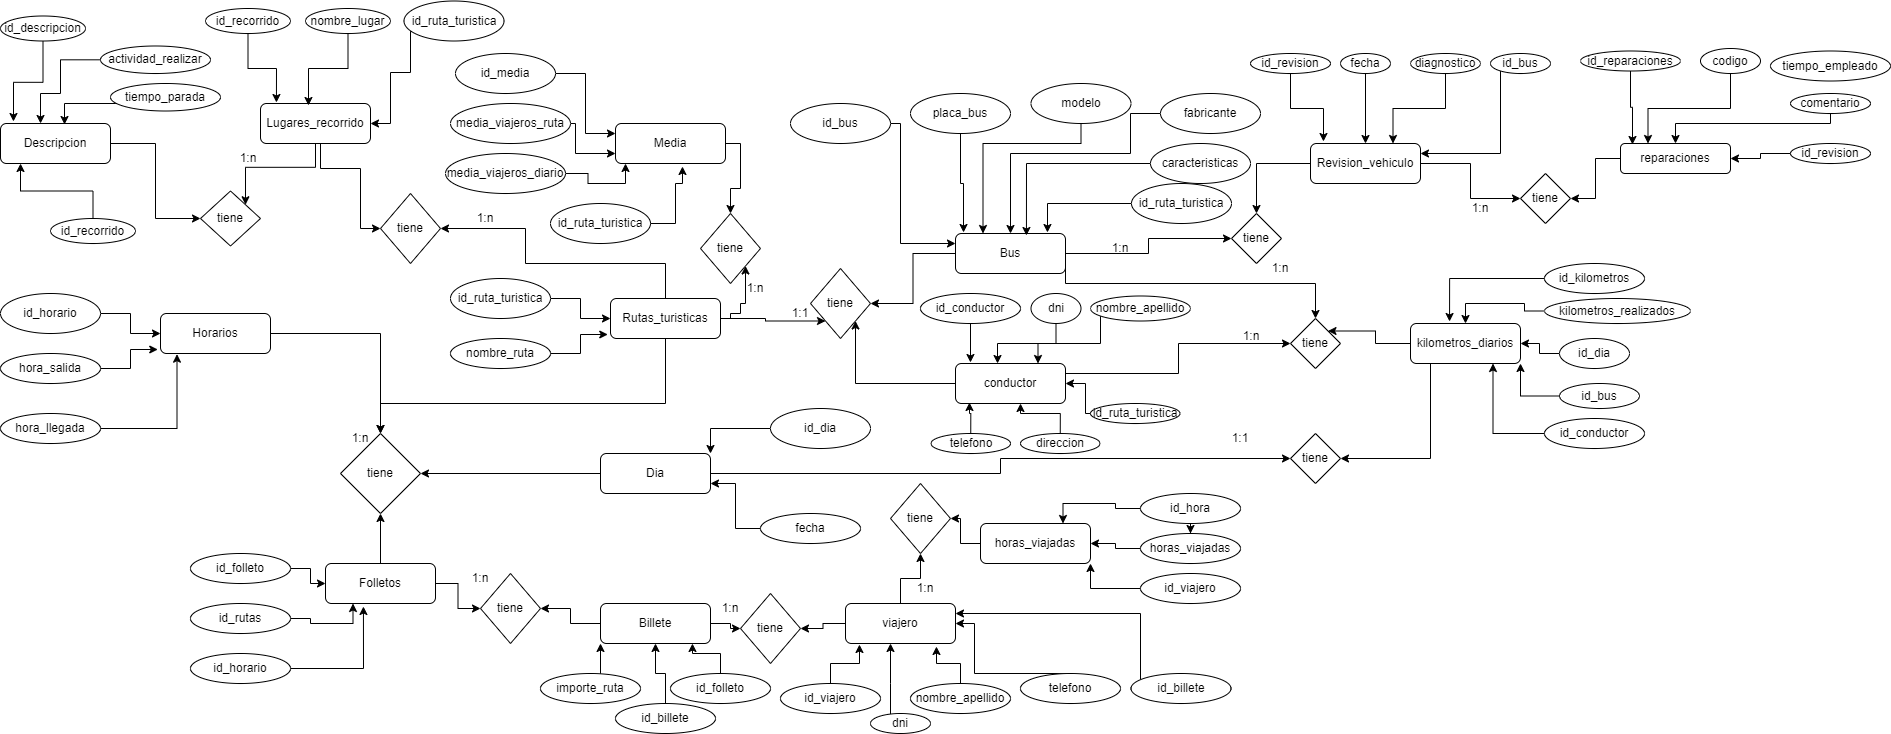 id_descripcion
id_recorrido
nombre_lugar
id_ruta_turistica
actividad_realizar
tiempo_parada
id_media
Lugares_recorrido
Descripcion
media_viajeros_ruta
Media
media_viajeros_diario
1:n
tiene
id_recorrido
tiene
1:n
id_ruta_turistica
tiene
1:n
id_bus
placa_bus
modelo
fabricante
caracteristicas
id_ruta_turistica
Bus
1:n
tiene
1:n
id_revision
fecha
diagnostico
id_bus
Revision_vehiculo
id_reparaciones
codigo
tiempo_empleado
comentario
reparaciones
id_revision
tiene
1:n
id_horario
Horarios
hora_salida
hora_llegada
id_ruta_turistica
Rutas_turisticas
nombre_ruta
1:1
tiene
id_conductor
dni
nombre_apellido
conductor
id_ruta_turistica
telefono
direccion
1:n
tiene
id_kilometros
kilometros_realizados
kilometros_diarios
id_dia
id_bus
id_conductor
1:n
tiene
id_dia
Dia
fecha
1:1
tiene
tiene
horas_viajadas
id_hora
horas_viajadas
id_viajero
1:n
id_folleto
Folletos
id_rutas
id_horario
1:n
tiene
Billete
1:n
tiene
viajero
importe_ruta
id_folleto
id_billete
id_viajero
dni
nombre_apellido
telefono
id_billete